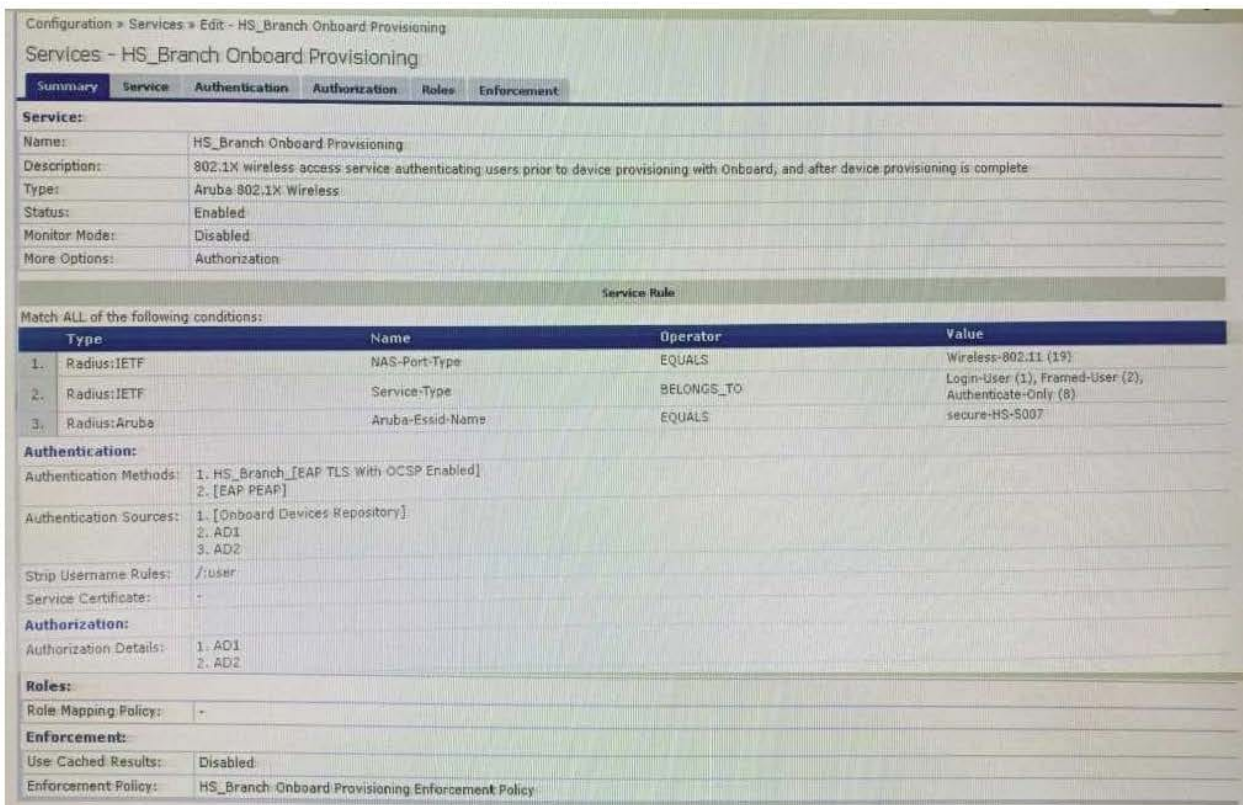 Configuration » Services » Edit - HS_Branch Onboard Provisioning
Services - HS_Branch Onboard Provisioning
Summary Service Authentication Authorization Roles Enforcement
Service:
Name: HS_Branch Onboard Provisioning
Description: 802.1X wireless access service authenticating users prior to device provisioning with Onboard, and after device provisioning is complete
Type: Aruba 802.1X Wireless
Status: Enabled
Monitor Mode: Disabled
More Options: Authorization
Service Rule
Match ALL of the following conditions:
Type Name Operator Value
1. Radius:IETF NAS-Port-Type EQUALS Wireless-802.11 (19)
2. Radius:IETF Service-Type BELONGS_TO Login-User (1), Framed-User (2),
Authenticate-Only (8)
3. Radius:Aruba Aruba-Essid-Name EQUALS secure-HS-5007
Authentication:
Authentication Methods: 1. HS_Branch_[EAP TLS With OCSP Enabled]
2. [EAP PEAP]
Authentication Sources: 1. [Onboard Devices Repository]
2. AD1
3. AD2
Strip Username Rules: /:user
Service Certificate: -
Authorization:
Authorization Details: 1. AD1
2. AD2
Roles:
Role Mapping Policy: -
Enforcement:
Use Cached Results: Disabled
Enforcement Policy: HS_Branch Onboard Provisioning Enforcement Policy